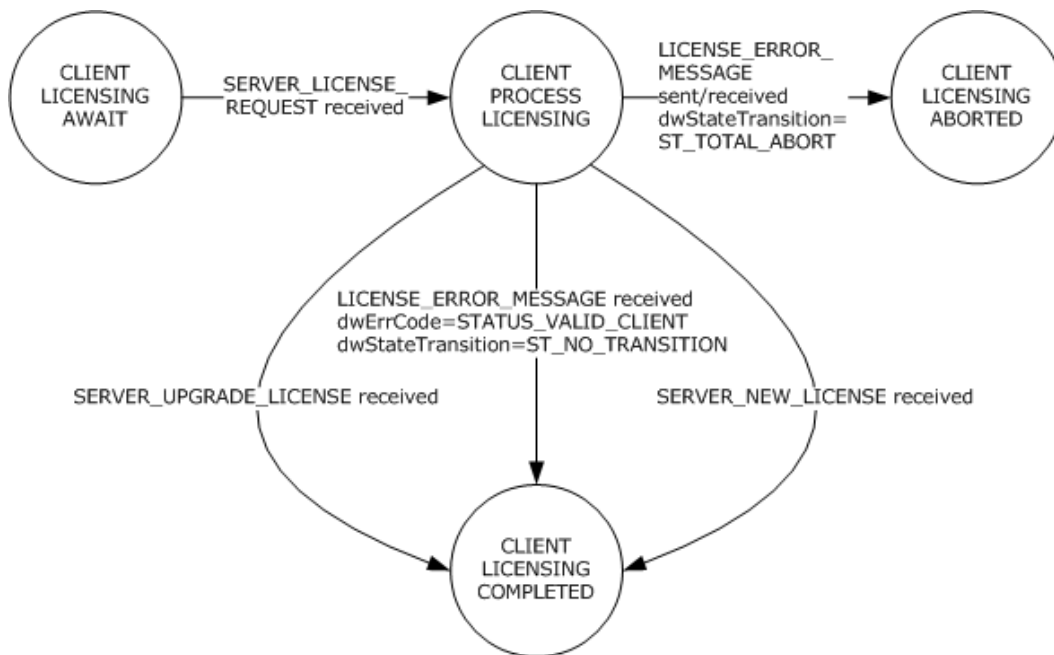 CLIENT
LICENSING
AWAIT
SERVER_LICENSE_
REQUEST received
CLIENT
PROCESS
LICENSING
LICENSE_ERROR_
MESSAGE
sent/received
dwStateTransition=
ST_TOTAL_ABORT
CLIENT
LICENSING
ABORTED
LICENSE_ERROR_MESSAGE received
dwErrCode=STATUS_VALID_CLIENT
dwStateTransition=ST_NO_TRANSITION
SERVER_UPGRADE_LICENSE received
SERVER_NEW_LICENSE received
CLIENT
LICENSING
COMPLETED